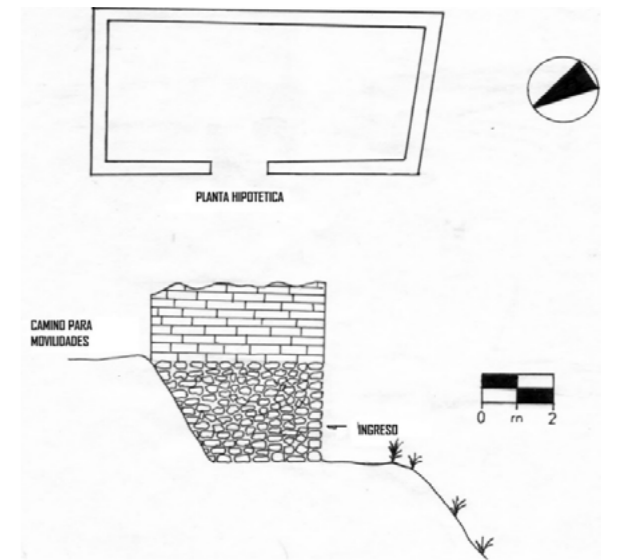 PLANTA HIPOTETICA
CAMINO PARA
MOVILIDADES
INGRESO
0 m 2